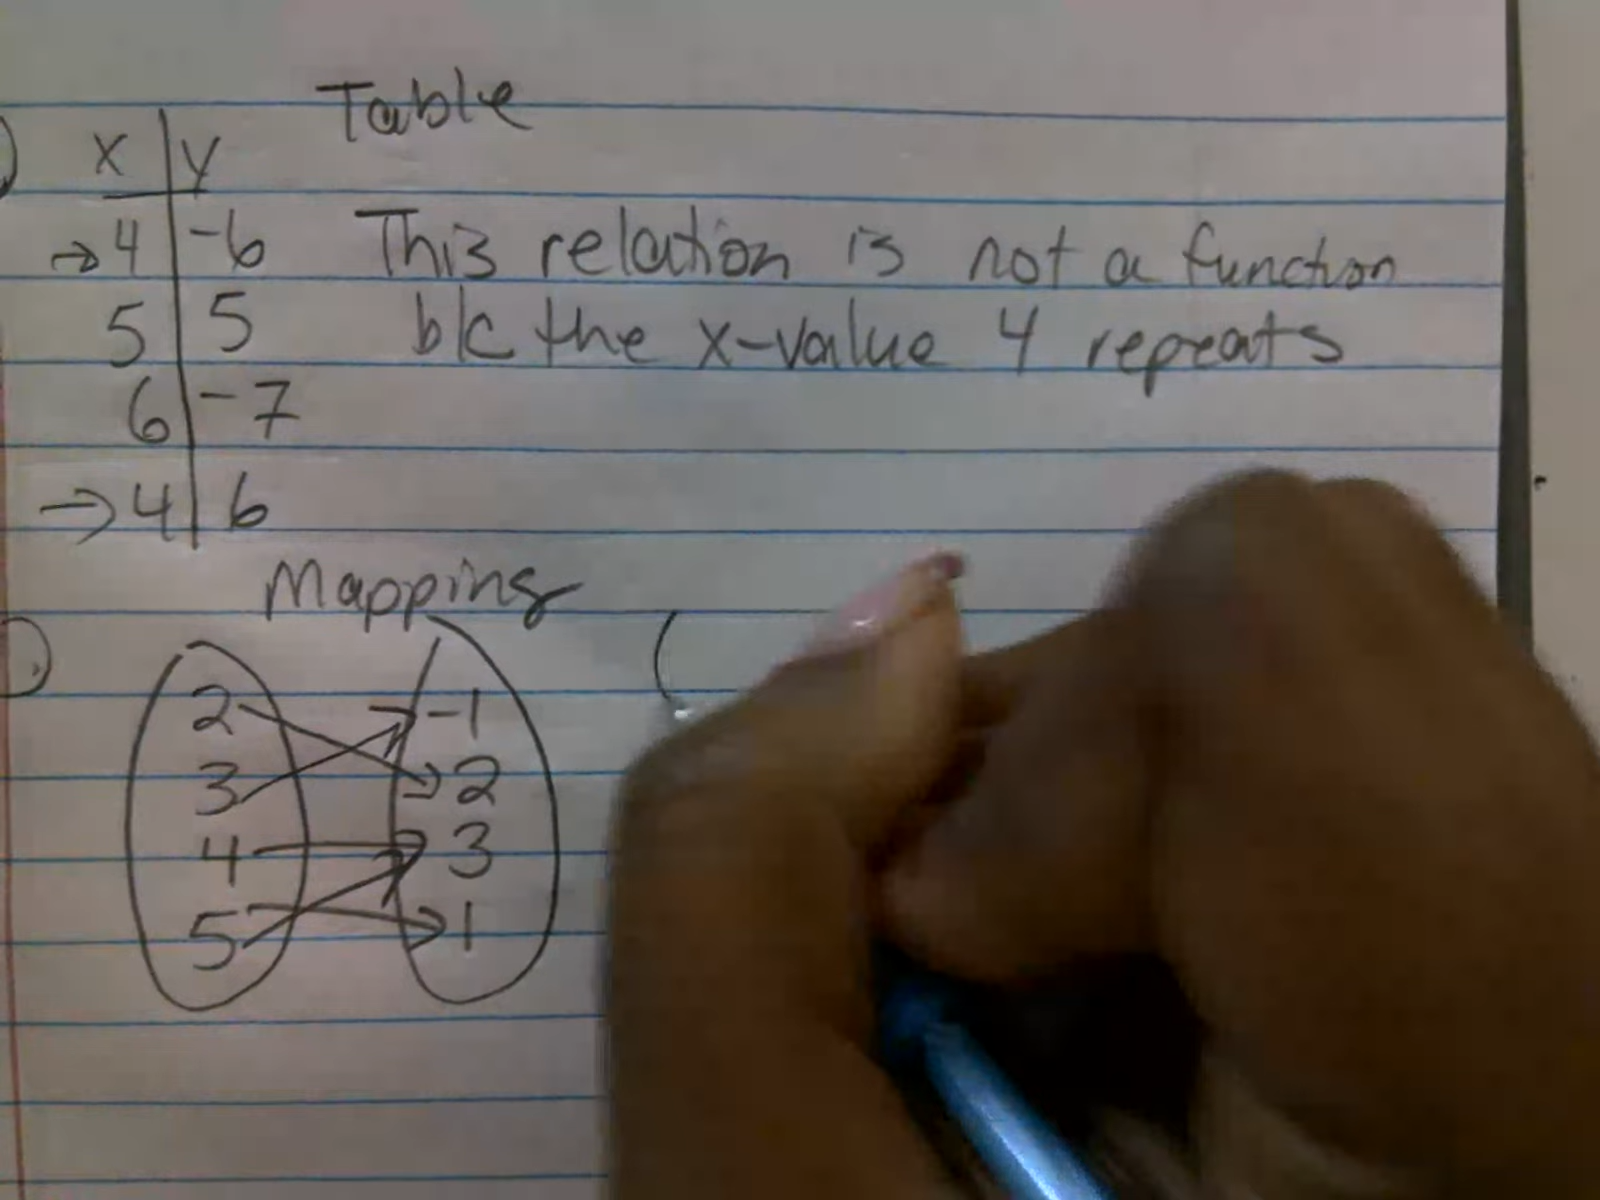 Table
x y
→ 4 -6
5 5
6 -7
→ 4 6
This relation is not a function
b/c the x-value 4 repeats
Mapping
2 -1
3 2
4 3
5 1
(